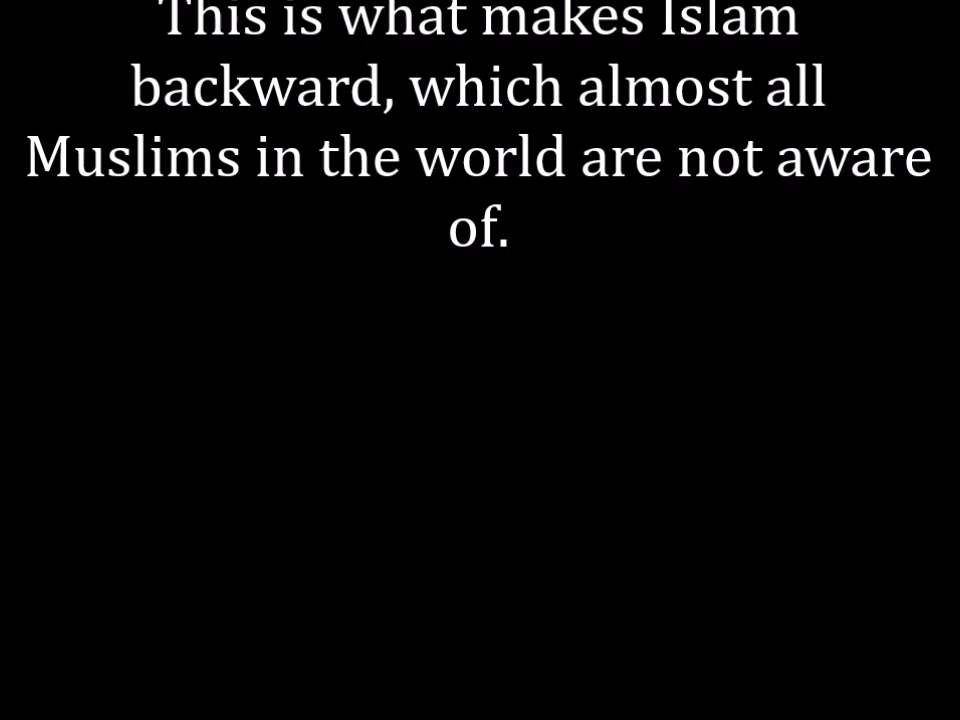 This is what makes Islam
backward, which almost all
Muslims in the world are not aware
of.